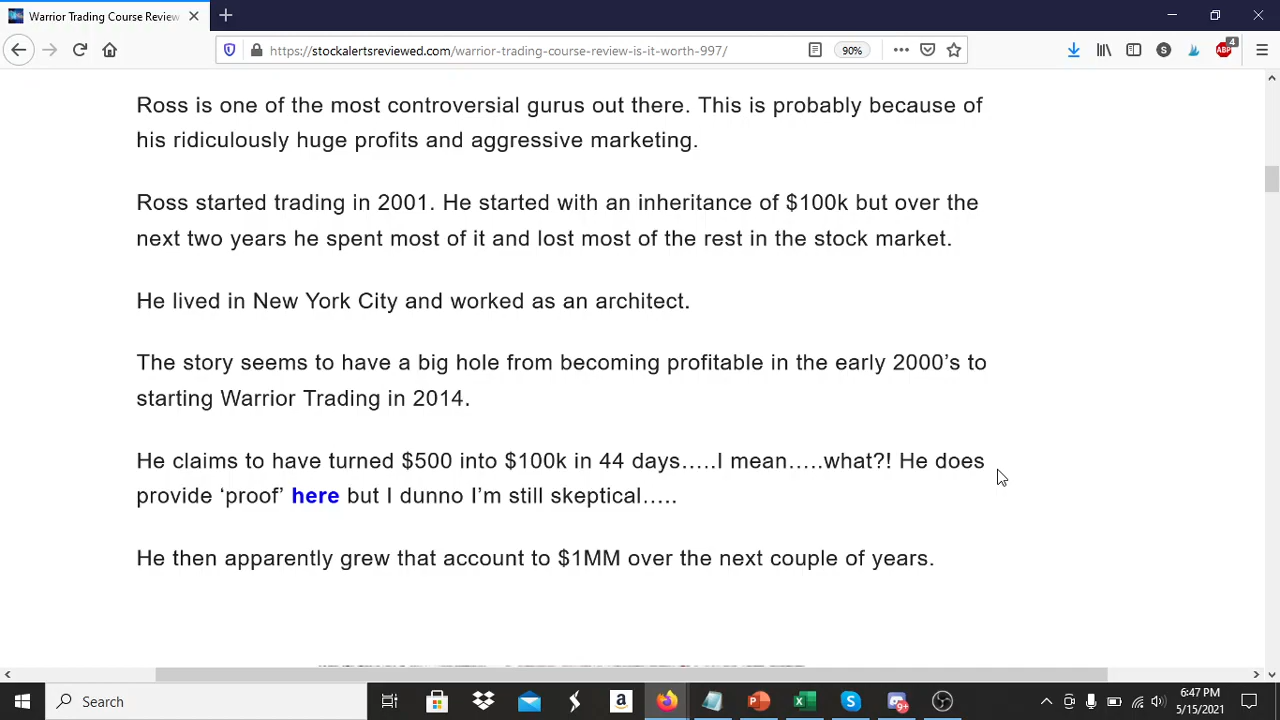 Warrior Trading Course Review
https://stockalertsreviewed.com/warrior-trading-course-review-is-it-worth-997/
90%
S
ABP
4
Ross is one of the most controversial gurus out there. This is probably because of
his ridiculously huge profits and aggressive marketing.
Ross started trading in 2001. He started with an inheritance of $100k but over the
next two years he spent most of it and lost most of the rest in the stock market.
He lived in New York City and worked as an architect.
The story seems to have a big hole from becoming profitable in the early 2000’s to
starting Warrior Trading in 2014.
He claims to have turned $500 into $100k in 44 days…..I mean…..what?! He does
provide ‘proof’ here but I dunno I’m still skeptical…..
He then apparently grew that account to $1MM over the next couple of years.
Search
a
9+
6:47 PM
5/15/2021